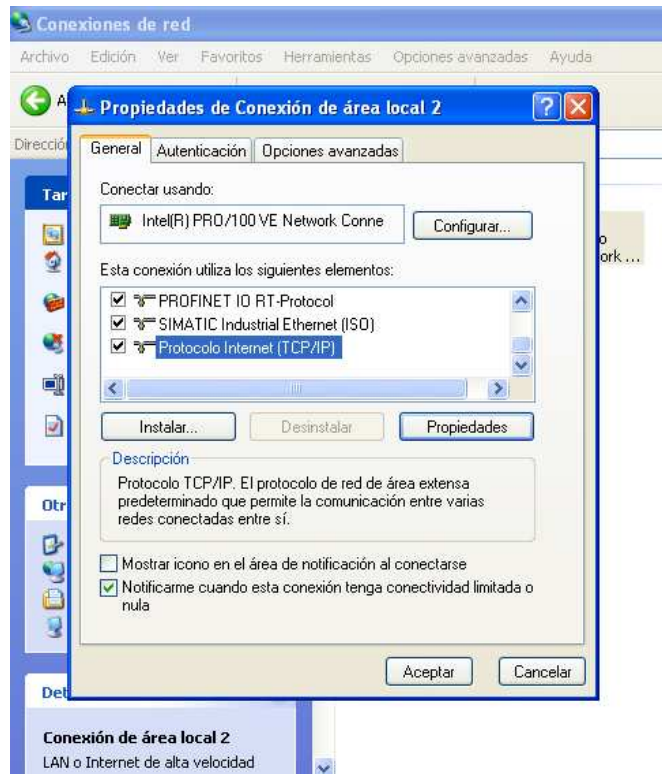 Conexiones de red
Archivo Edición Ver Favoritos Herramientas Opciones avanzadas Ayuda
Propiedades de Conexión de área local 2
General Autenticación Opciones avanzadas
Conectar usando:
Intel(R) PRO/100 VE Network Conne
Configurar...
Esta conexión utiliza los siguientes elementos:
PROFINET IO RT-Protocol
SIMATIC Industrial Ethernet (ISO)
Protocolo Internet (TCP/IP)
Instalar... Desinstalar Propiedades
Descripción
Protocolo TCP/IP. El protocolo de red de área extensa
predeterminado que permite la comunicación entre varias
redes conectadas entre sí.
Mostrar icono en el área de notificación al conectarse
Notificarme cuando esta conexión tenga conectividad limitada o
nula
Aceptar Cancelar
Conexión de área local 2
LAN o Internet de alta velocidad